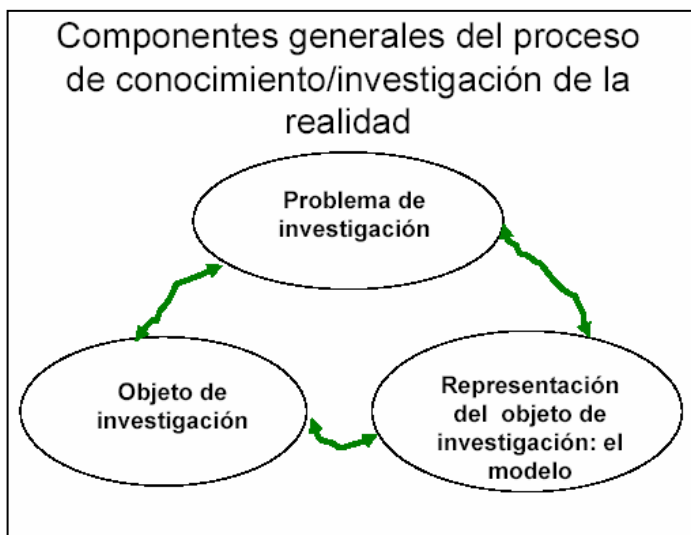 Componentes generales del proceso
de conocimiento/investigación de la
realidad
Problema de
investigación
Objeto de
investigación
Representación
del objeto de
investigación: el
modelo